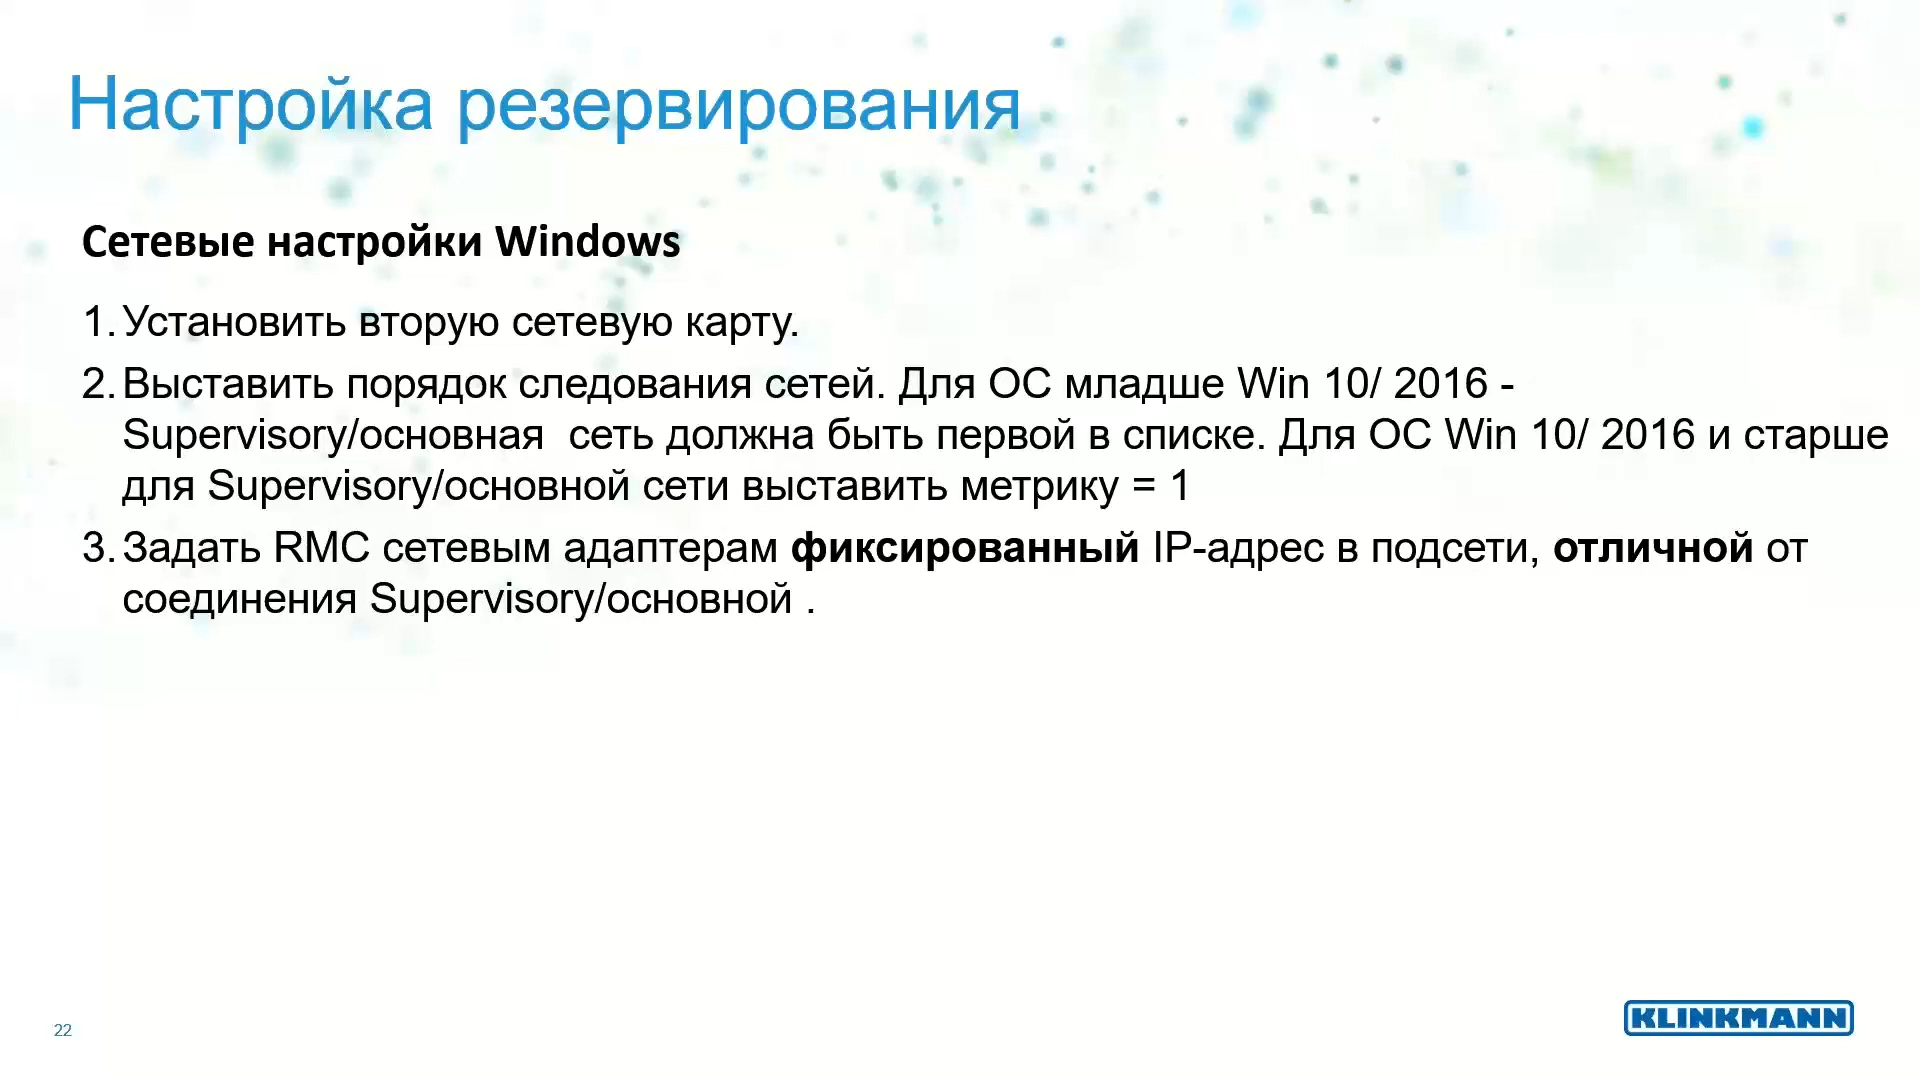 Настройка резервирования
Сетевые настройки Windows
1. Установить вторую сетевую карту.
2. Выставить порядок следования сетей. Для ОС младше Win 10/ 2016 -
Supervisory/основная  сеть должна быть первой в списке. Для ОС Win 10/ 2016 и старше
для Supervisory/основной сети выставить метрику = 1
3. Задать RMC сетевым адаптерам фиксированный IP-адрес в подсети, отличной от
соединения Supervisory/основной .
22
KLINKMANN